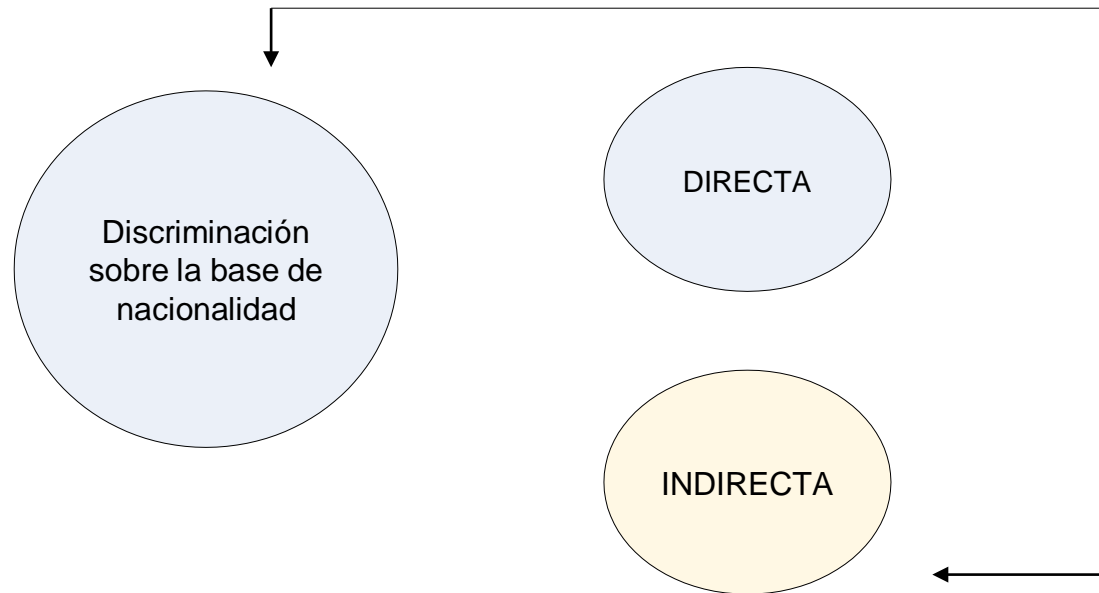 Discriminación
sobre la base de
nacionalidad
DIRECTA
INDIRECTA